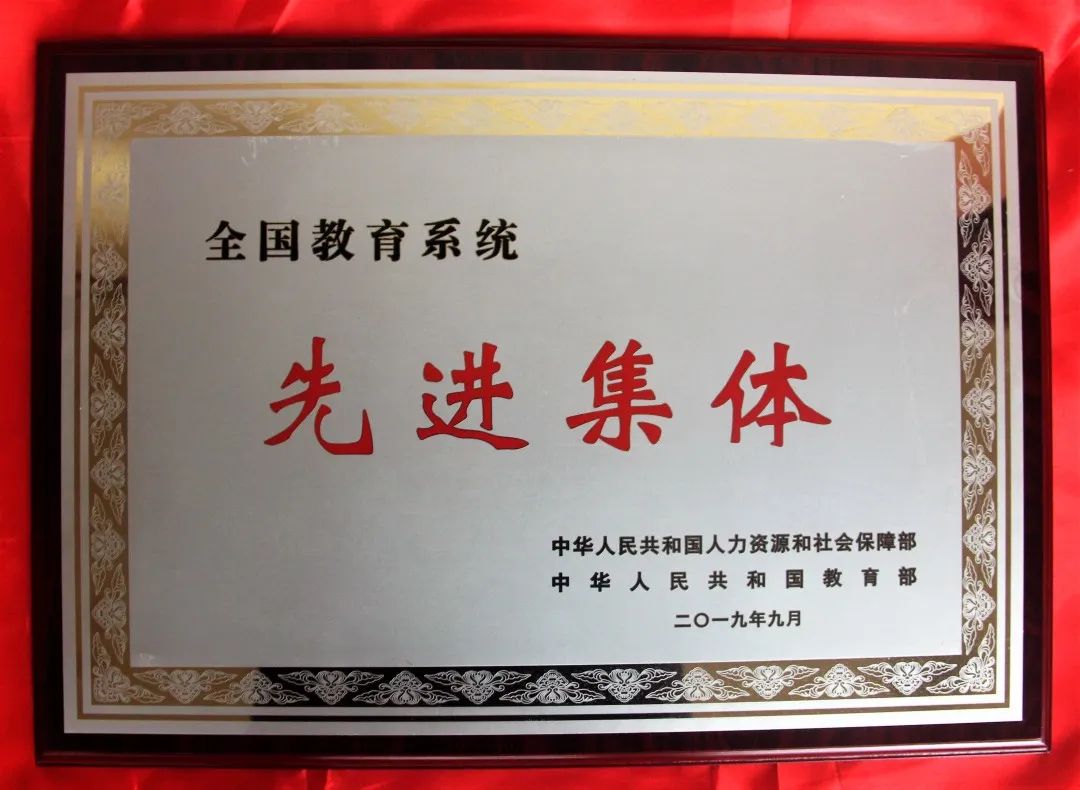 全国教育系统
先进集体
中华人民共和国人力资源和社会保障部
中华人民共和国教育部
二〇一九年九月